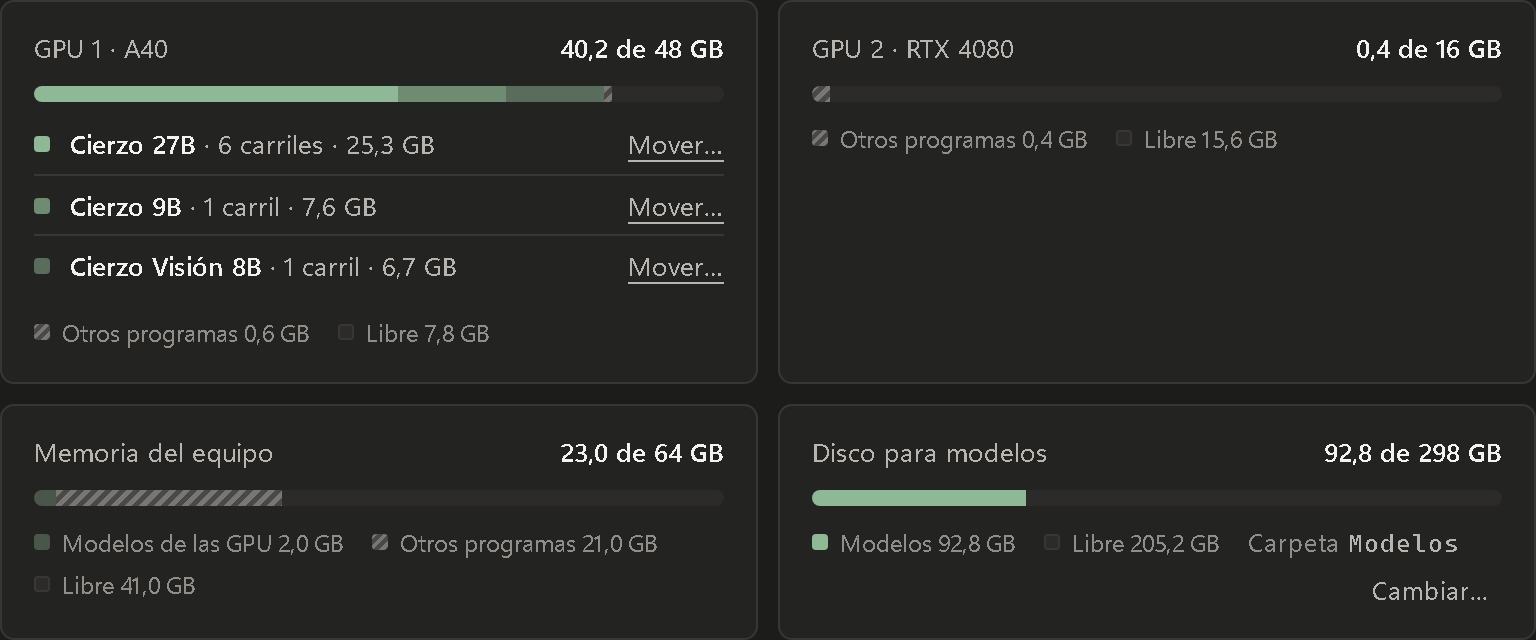 GPU 1 · A40
40,2 de 48 GB
Cierzo 27B · 6 carriles · 25,3 GB
Mover...
Cierzo 9B · 1 carril · 7,6 GB
Mover...
Cierzo Visión 8B · 1 carril · 6,7 GB
Mover...
Otros programas 0,6 GB
Libre 7,8 GB
GPU 2 · RTX 4080
0,4 de 16 GB
Otros programas 0,4 GB
Libre 15,6 GB
Memoria del equipo
23,0 de 64 GB
Modelos de las GPU 2,0 GB
Otros programas 21,0 GB
Libre 41,0 GB
Disco para modelos
92,8 de 298 GB
Modelos 92,8 GB
Libre 205,2 GB
Carpeta Modelos
Cambiar...